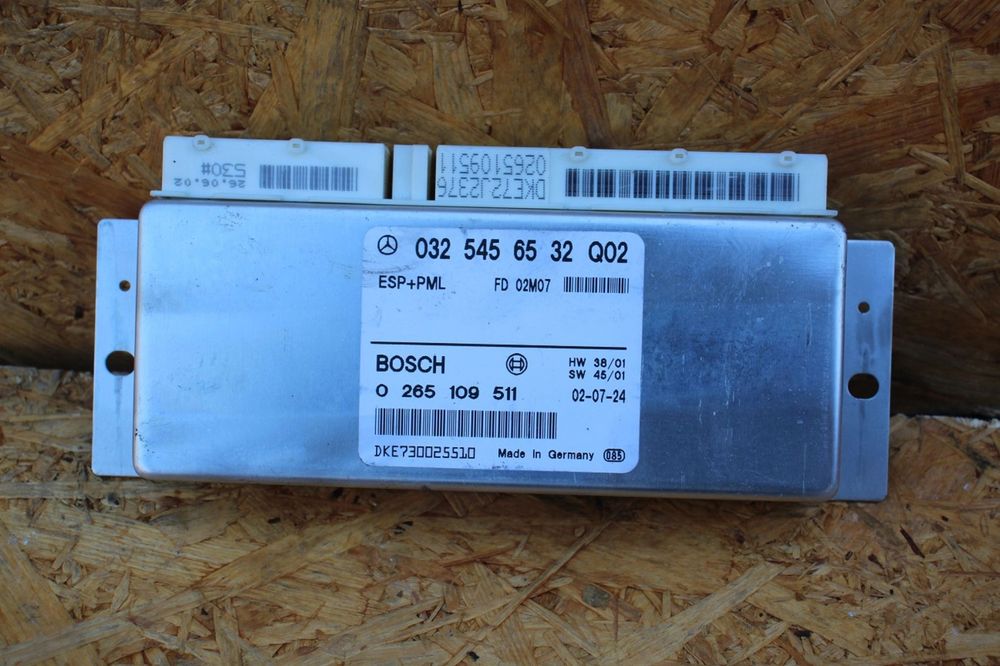 26.06.02
530#
DKE72J2376
0265109511
032 545 65 32 Q02
ESP+PML FD 02M07
BOSCH HW 38/01
SW 45/01
0 265 109 511 02-07-24
DKE730025510 Made In Germany 085